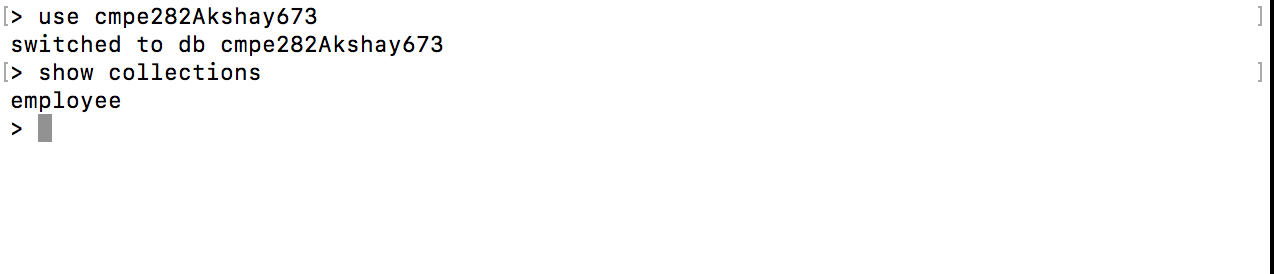 [> use cmpe282Akshay673 ]
switched to db cmpe282Akshay673
[> show collections ]
employee
>